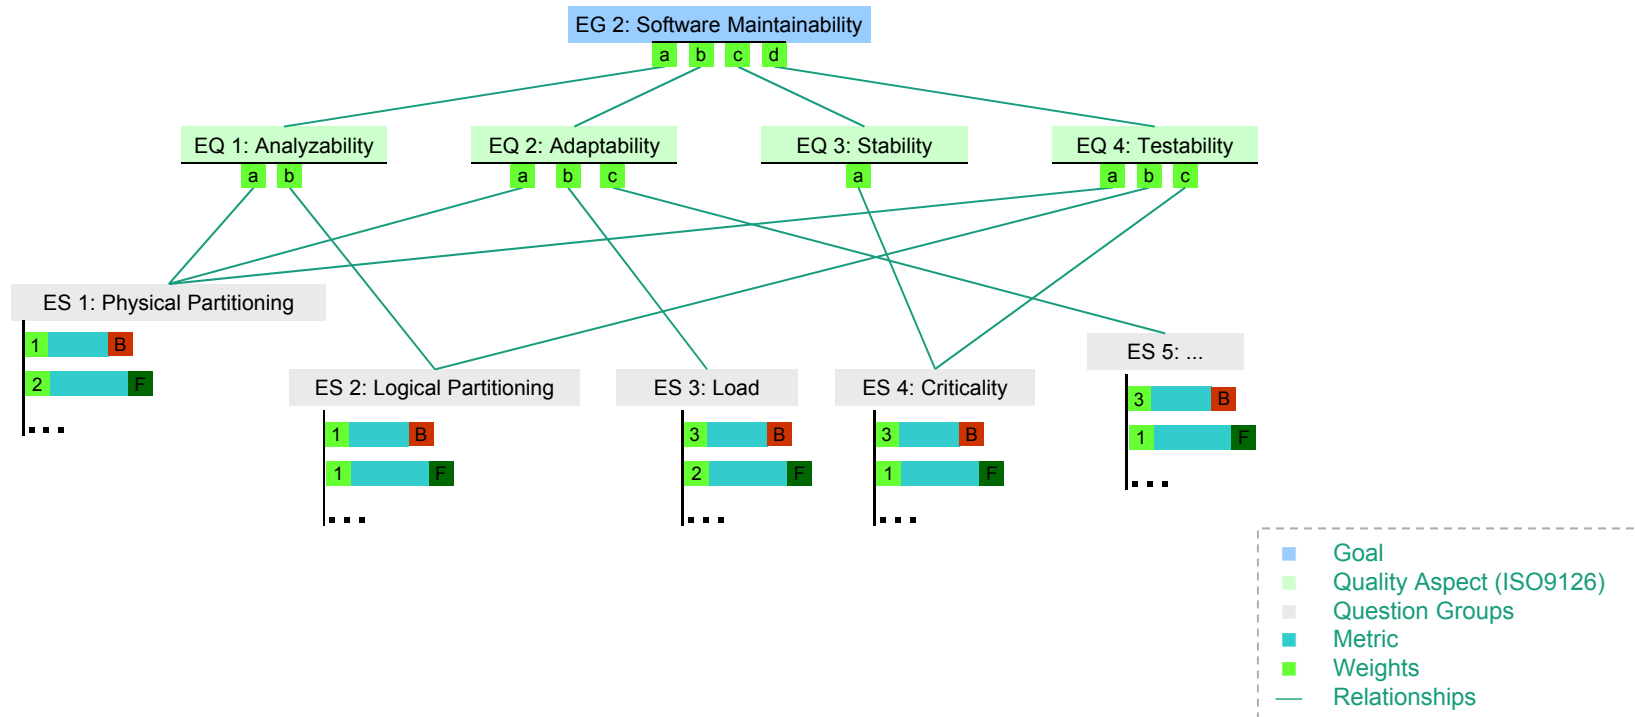 EG 2: Software Maintainability
a b c d
EQ 1: Analyzability
EQ 2: Adaptability
EQ 3: Stability
EQ 4: Testability
a b
a b c
a
a b c
ES 1: Physical Partitioning
1 B
2 F
...
ES 2: Logical Partitioning
1 B
1 F
...
ES 3: Load
3 B
2 F
...
ES 4: Criticality
3 B
1 F
...
ES 5: ...
3 B
1 F
...
Goal
Quality Aspect (ISO9126)
Question Groups
Metric
Weights
Relationships